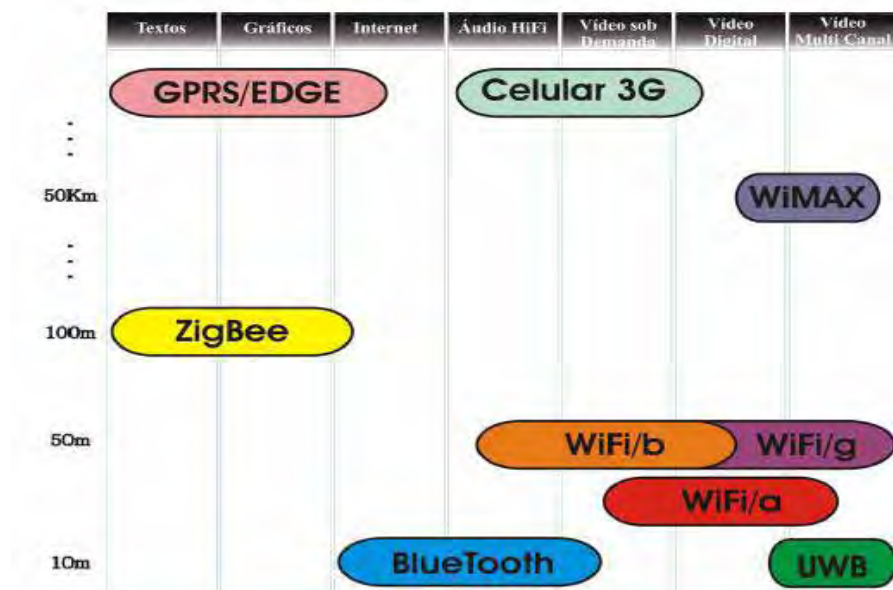 Textos Gráficos Internet Áudio HiFi Vídeo sob Demanda Vídeo Digital Vídeo Multi Canal
GPRS/EDGE Celular 3G
50Km WiMAX
100m ZigBee
50m WiFi/b WiFi/g
WiFi/a
10m BlueTooth UWB